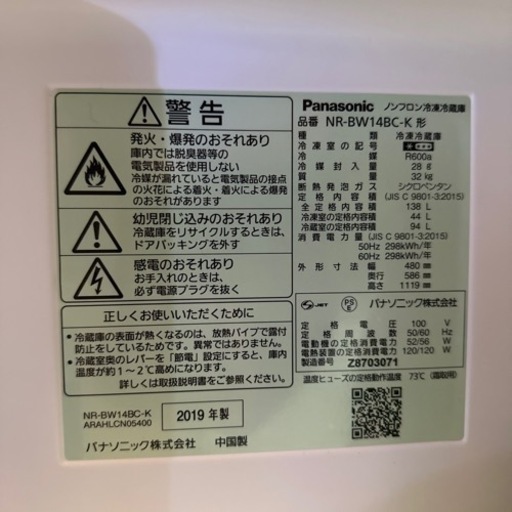 警告
発火・爆発のおそれあり
庫内では脱臭器等の
電気製品を使用しない
冷媒が漏れていると電気製品の接点
の火花による着火・着火による爆発
のおそれがあります
幼児閉じ込みのおそれあり
冷蔵庫をリサイクルするときは、
ドアパッキングを外す
感電のおそれあり
お手入れのときは、
必ず電源プラグを抜く
正しくお使いいただくために
・冷蔵庫の表面が熱くなるのは、放熱パイプで露付
防止をしているためです。異常ではありません。
・冷蔵室奥のレバーを「節電」設定にすると、庫内
温度が約1〜2℃高めになります。
詳しくは取扱説明書をごらんください。
NR-BW14BC-K
ARAHLCN05400
2019 年製
パナソニック株式会社 中国製
Panasonic ノンフロン冷凍冷蔵庫
品番 NR-BW14BC-K 形
種類 冷凍冷蔵庫
冷凍室の記号
冷媒 R600a
冷媒封入量 28 g
質量 32 kg
断熱発泡ガス シクロペンタン
定格内容積 (JIS C 9801-3:2015)
全定格内容積 138 L
冷凍室の定格内容積 44 L
冷蔵室の定格内容積 94 L
消費電力量 (JIS C 9801-3:2015)
50Hz 298kWh/年
60Hz 298kWh/年
外形寸法 幅 480 mm
奥行 586 mm
高さ 1119 mm
JET PSE パナソニック株式会社
定格電圧 100 V
定格周波数 50/60 Hz
電動機の定格消費電力 52/56 W
電熱装置の定格消費電力 120/120 W
製造番号 Z8703071
温度ヒューズの定格動作温度 73℃ (霜取用)